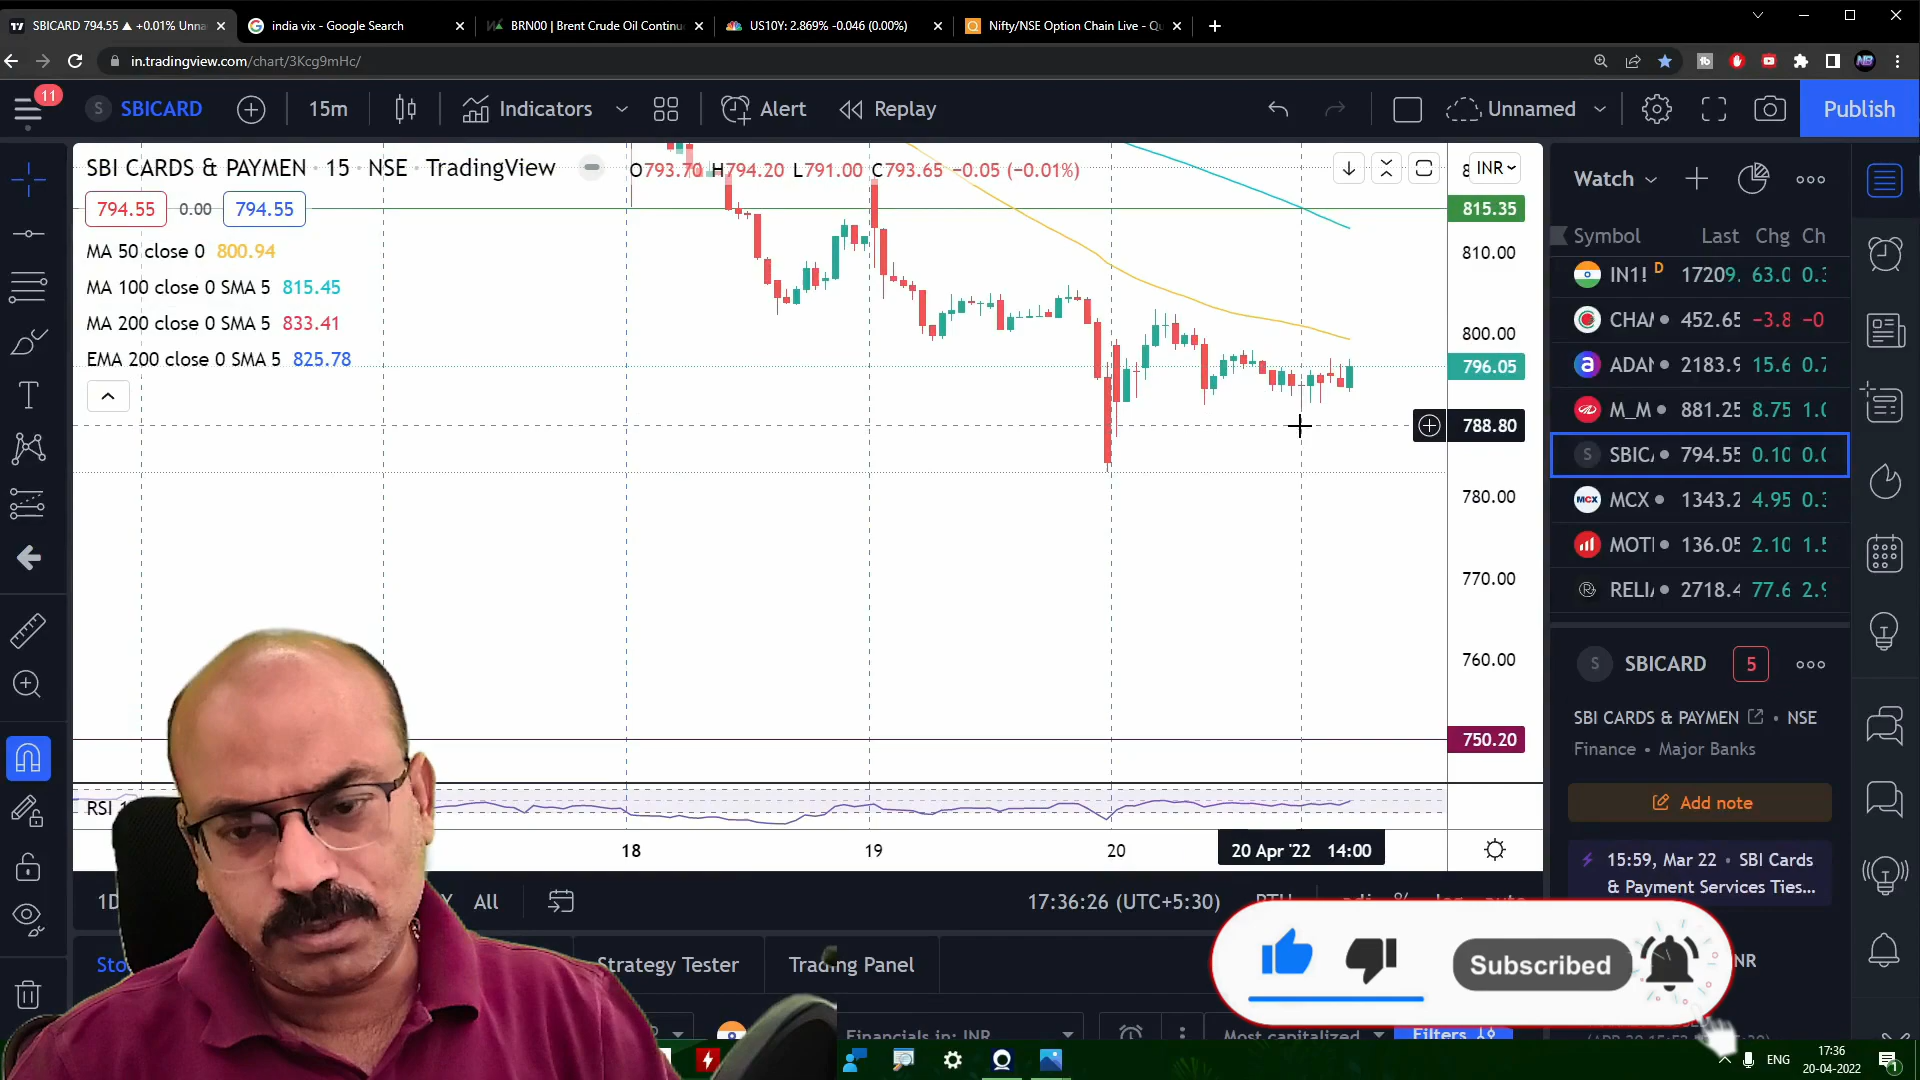 SBICARD 794.55 ▲ +0.01% Unna
india vix - Google Search
BRN00 | Brent Crude Oil Continu
US10Y: 2.869% -0.046 (0.00%)
Nifty/NSE Option Chain Live - Qu
in.tradingview.com/chart/3Kcg9mHc/
11
SBICARD
15m
Indicators
Alert
Replay
Unnamed
Publish
SBI CARDS & PAYMEN · 15 · NSE · TradingView
O793.70 H794.20 L791.00 C793.65 −0.05 (−0.01%)
INR
794.55 0.00 794.55
MA 50 close 0 800.94
MA 100 close 0 SMA 5 815.45
MA 200 close 0 SMA 5 833.41
EMA 200 close 0 SMA 5 825.78
815.35
810.00
800.00
796.05
788.80
780.00
770.00
760.00
750.20
RSI
18 19 20
20 Apr '22 14:00
All
17:36:26 (UTC+5:30)
Strategy Tester
Trading Panel
Financials in: INR
Most capitalized
Filters
Watch
Symbol Last Chg Ch
IN1! D 17209. 63.0 0.3
CHAM 452.65 −3.8 −0
ADAN 2183.9 15.6 0.7
M_M 881.25 8.75 1.0
SBICA 794.55 0.10 0.0
MCX 1343.2 4.95 0.3
MOTI 136.05 2.10 1.5
RELIA 2718.4 77.6 2.9
S SBICARD 5
SBI CARDS & PAYMEN · NSE
Finance · Major Banks
Add note
15:59, Mar 22 · SBI Cards
& Payment Services Ties...
Subscribed
NR
ENG
17:36
20-04-2022